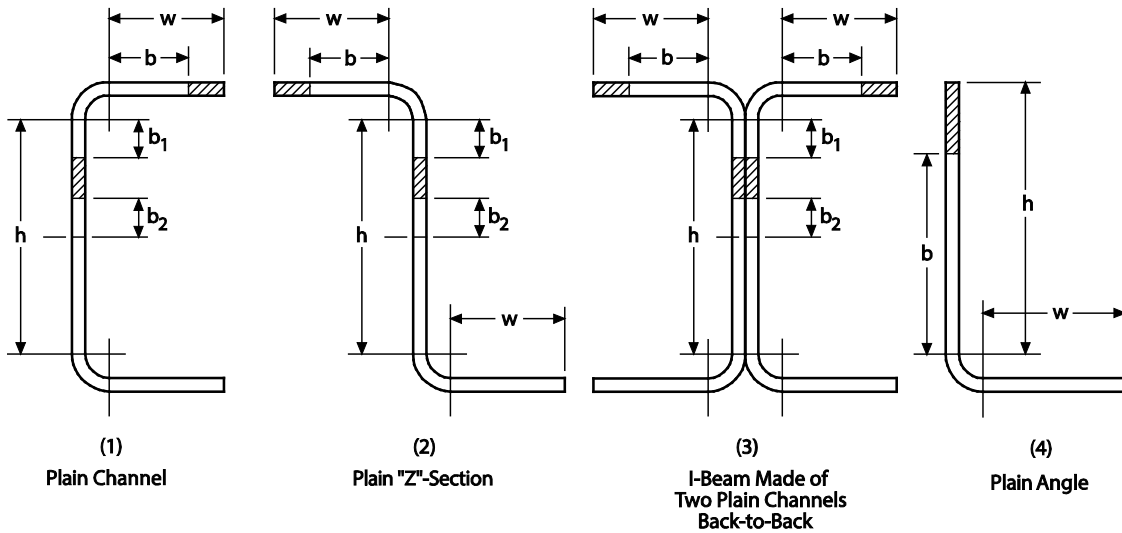 w
w
w
w
b
b
b
b
b1
b1
b1
h
h
h
h
b2
b2
b2
b
w
w
(1)
Plain Channel
(2)
Plain "Z"-Section
(3)
I-Beam Made of
Two Plain Channels
Back-to-Back
(4)
Plain Angle